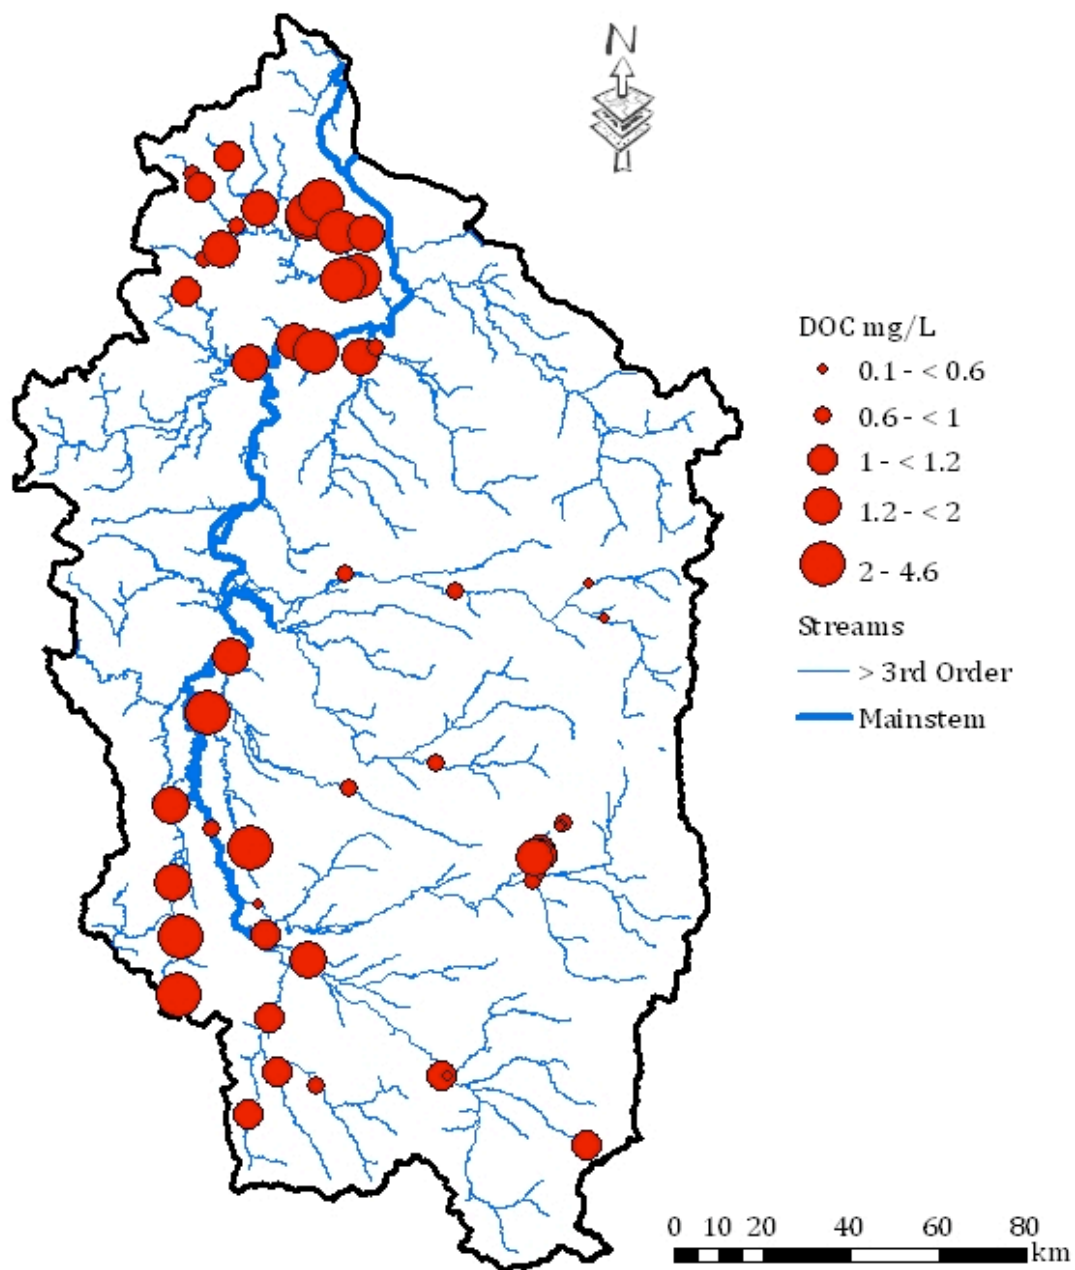 N
DOC mg/L
0.1 - < 0.6
0.6 - < 1
1 - < 1.2
1.2 - < 2
2 - 4.6
Streams
> 3rd Order
Mainstem
0 10 20 40 60 80
km